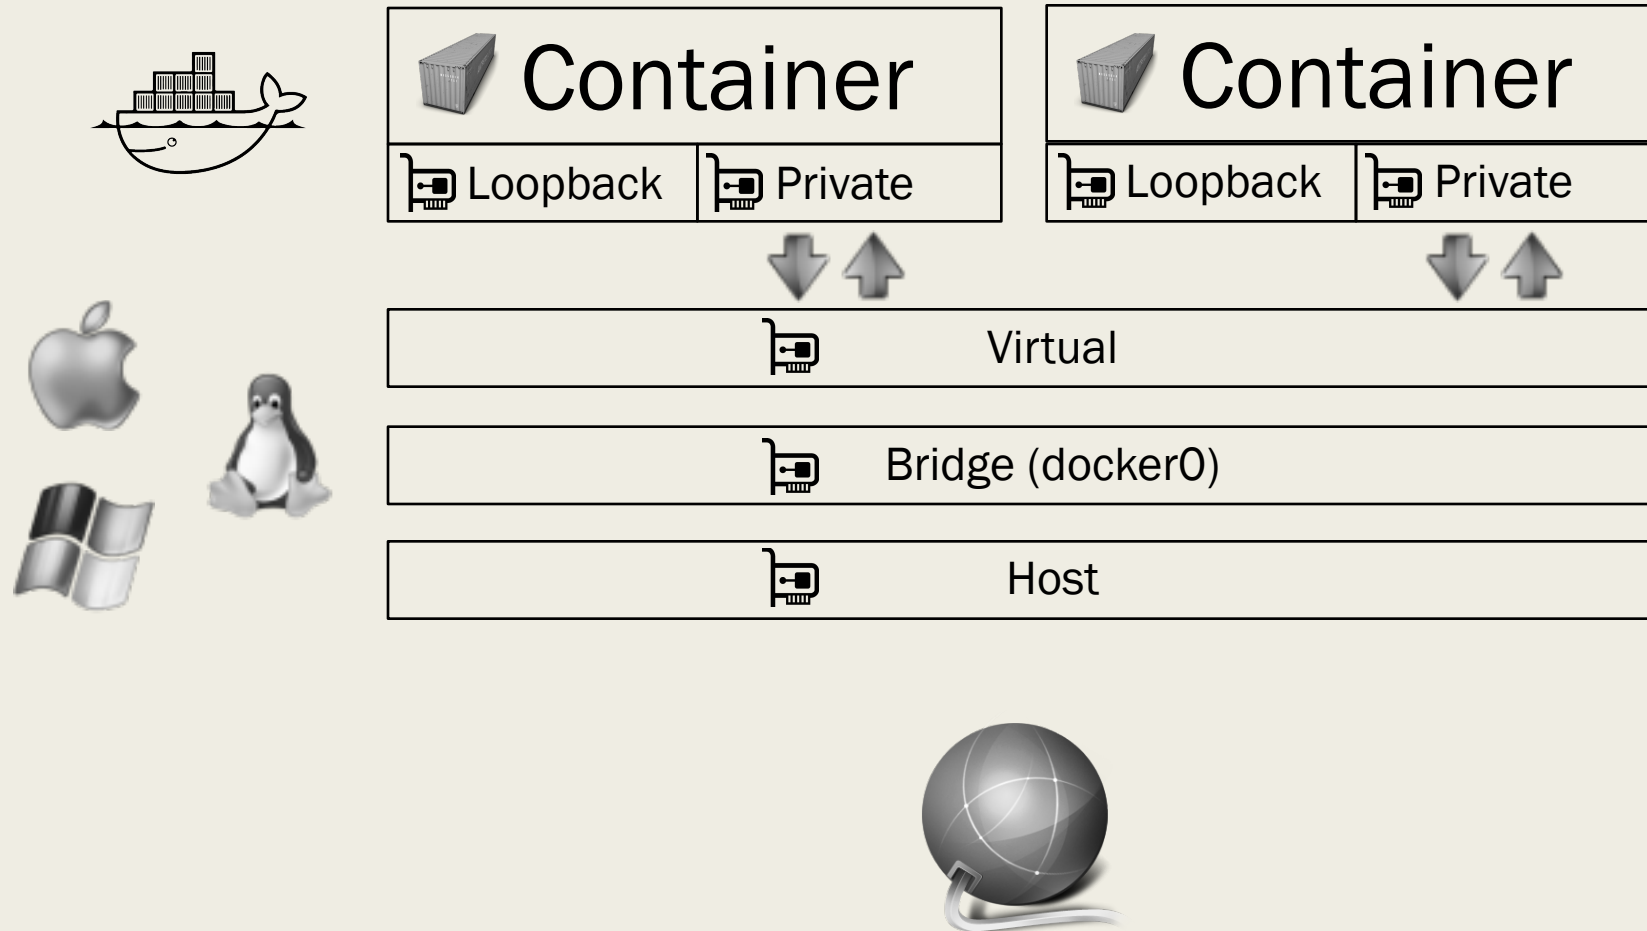 Container
Container
Loopback
Private
Loopback
Private
Virtual
Bridge (docker0)
Host